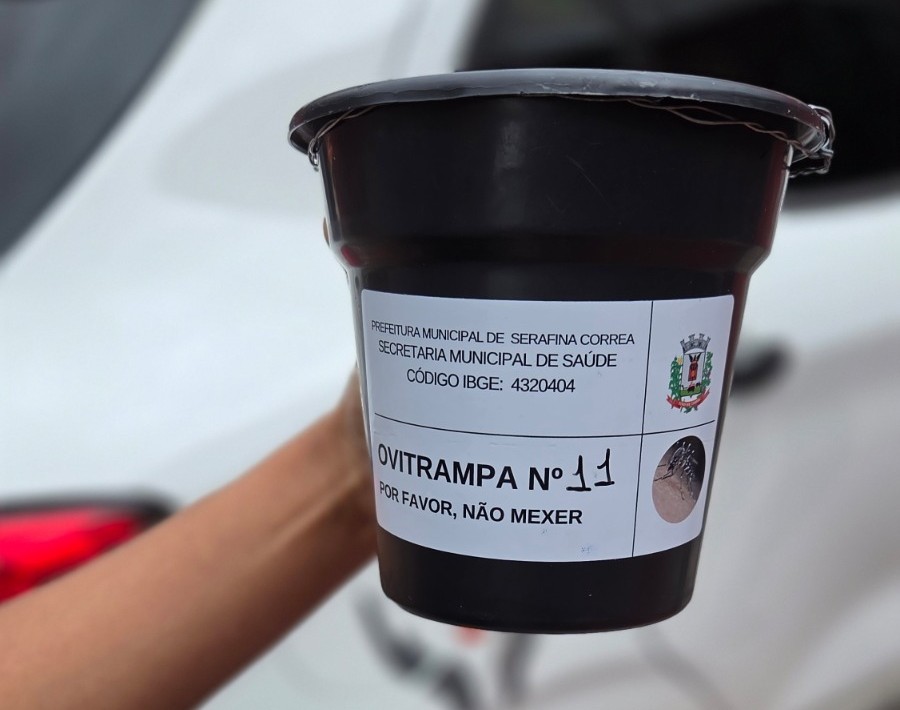 PREFEITURA MUNICIPAL DE SERAFINA CORREA
SECRETARIA MUNICIPAL DE SAÚDE
CÓDIGO IBGE: 4320404
OVITRAMPA Nº 11
POR FAVOR, NÃO MEXER